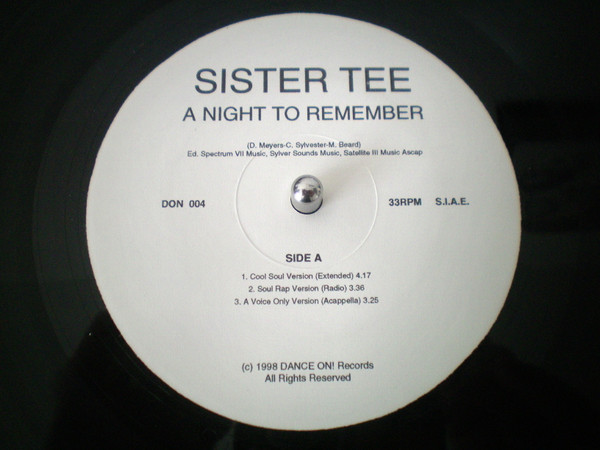 SISTER TEE
A NIGHT TO REMEMBER
(D. Meyers-C. Sylvester-M. Beard)
Ed. Spectrum VII Music, Sylver Sounds Music, Satellite III Music Ascap
DON 004
33RPM S.I.A.E.
SIDE A
1. Cool Soul Version (Extended) 4.17
2. Soul Rap Version (Radio) 3.36
3. A Voice Only Version (Acappella) 3.25
(c) 1998 DANCE ON! Records
All Rights Reserved